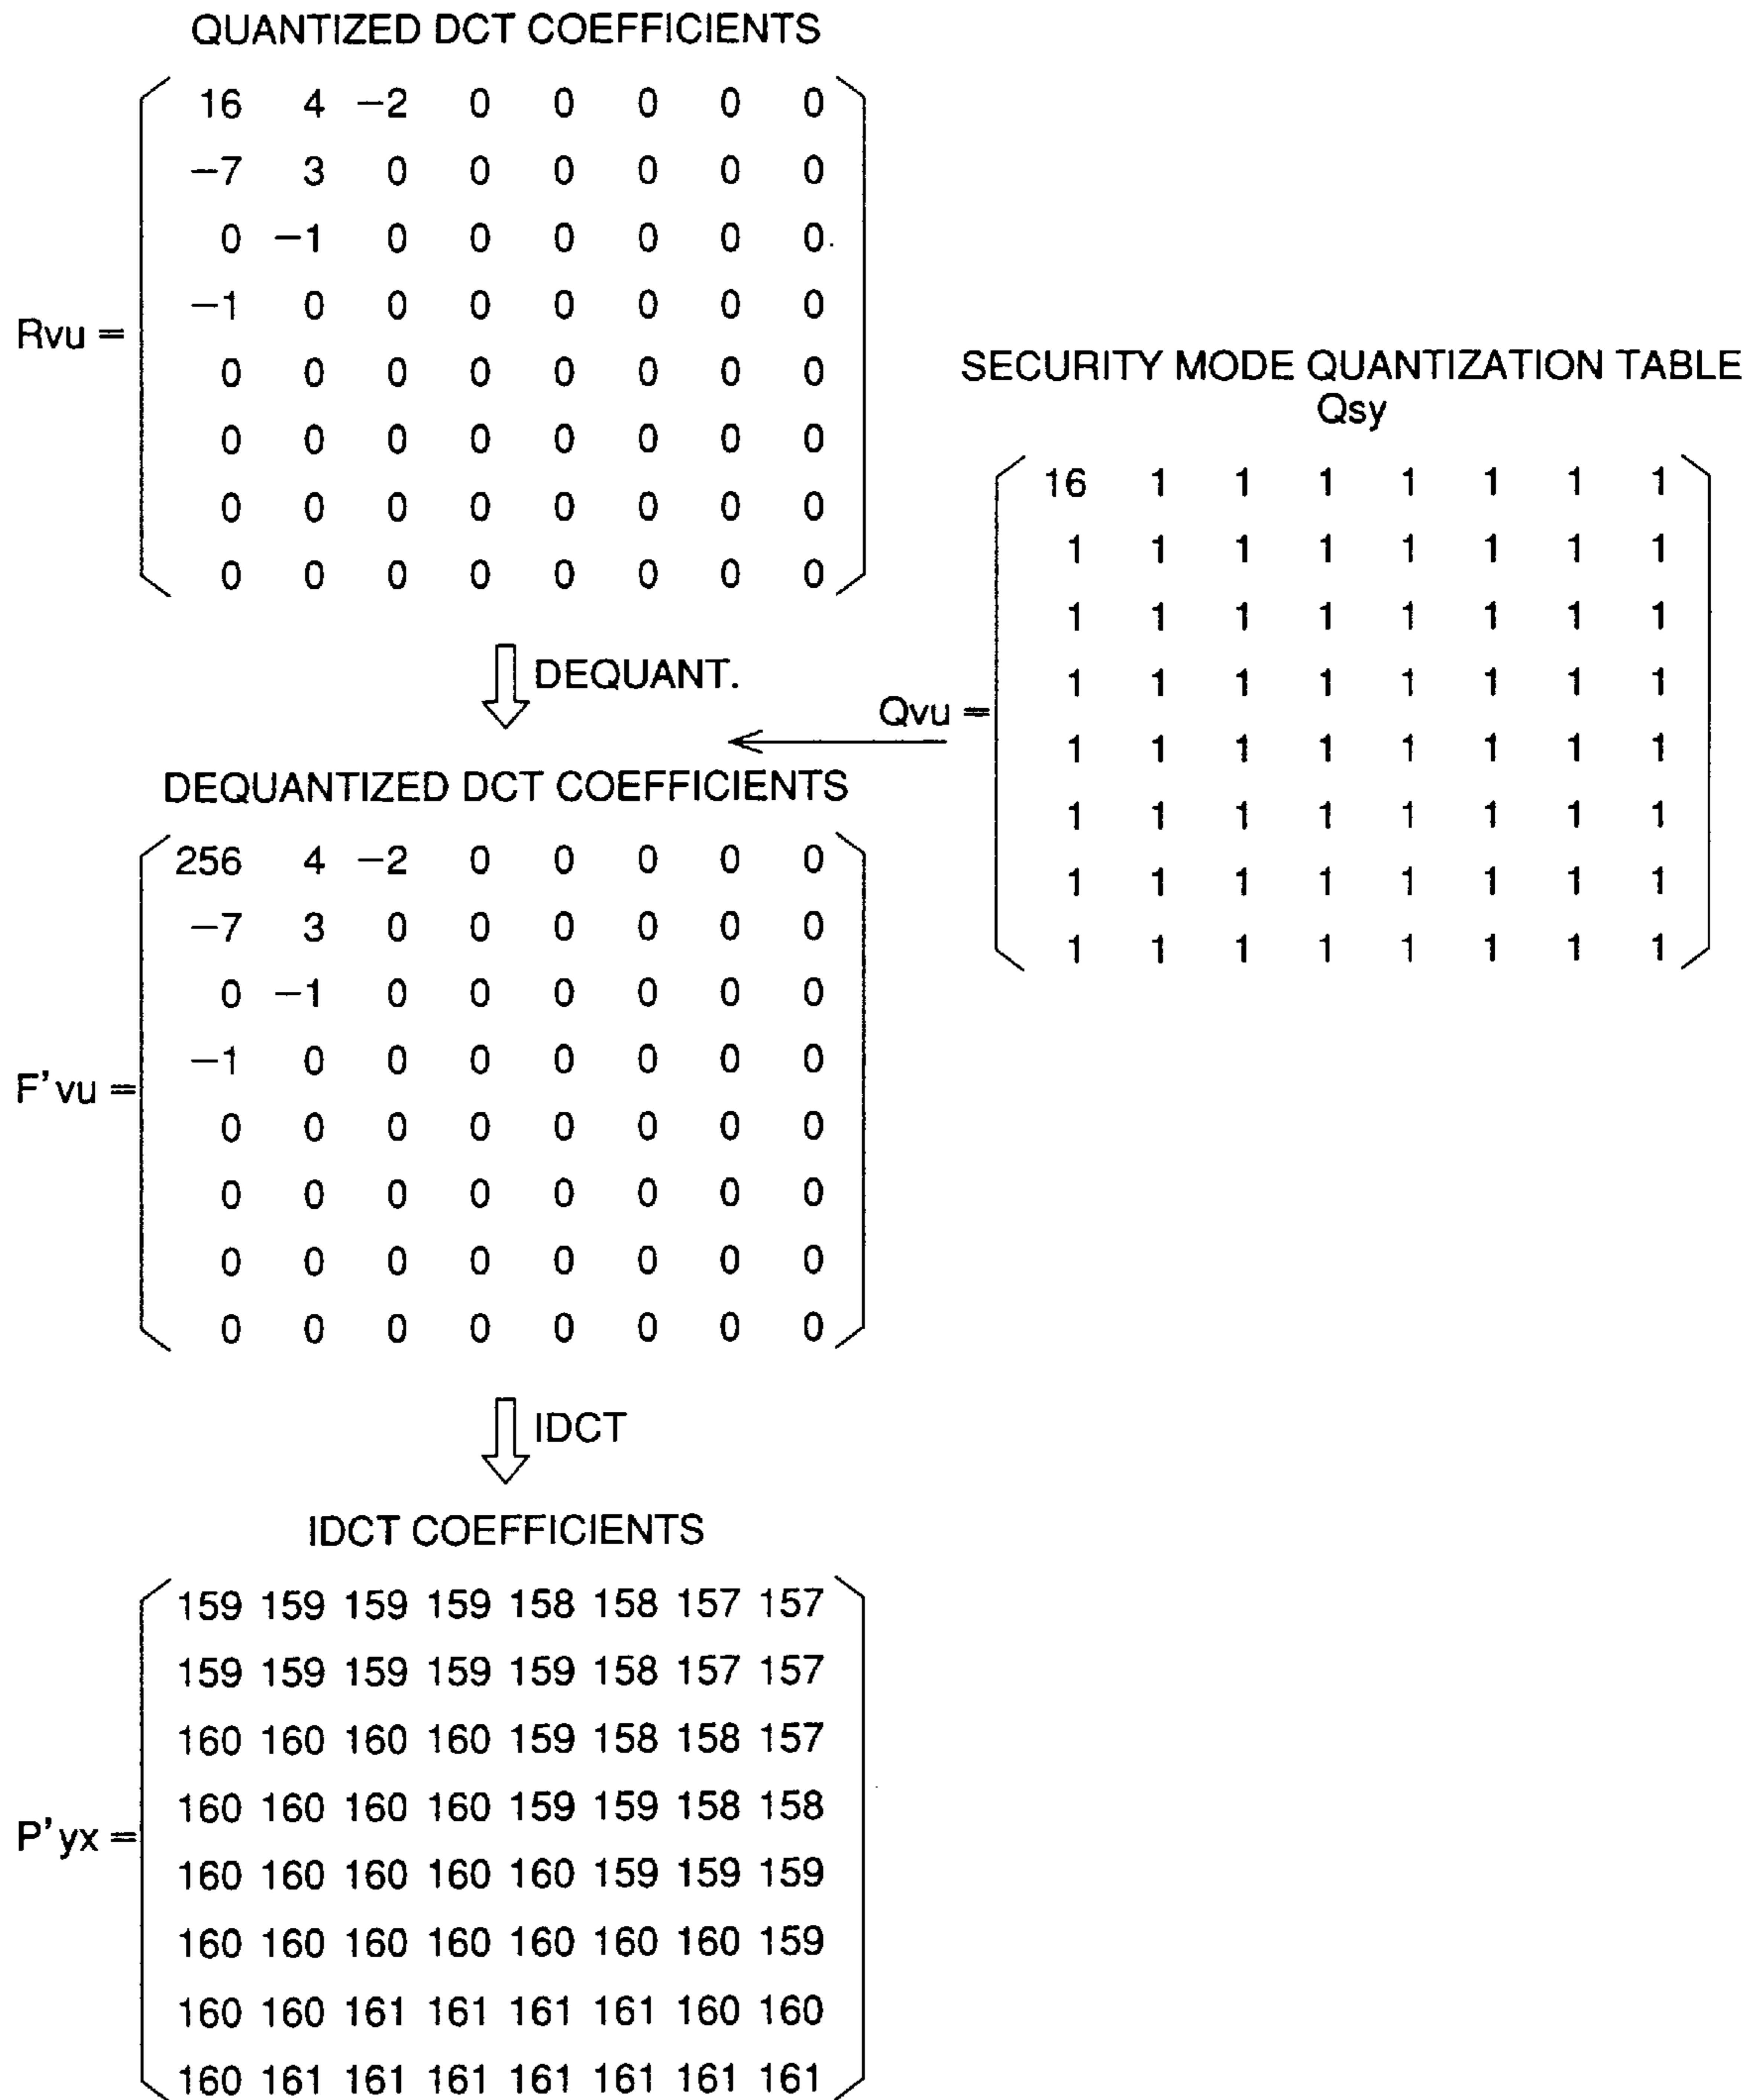 QUANTIZED DCT COEFFICIENTS
16 4 −2 0 0 0 0 0
−7 3 0 0 0 0 0 0
0 −1 0 0 0 0 0 0
−1 0 0 0 0 0 0 0
Rvu =
0 0 0 0 0 0 0 0
0 0 0 0 0 0 0 0
0 0 0 0 0 0 0 0
0 0 0 0 0 0 0 0
DEQUANT.
SECURITY MODE QUANTIZATION TABLE
Qsy
16 1 1 1 1 1 1 1
1 1 1 1 1 1 1 1
1 1 1 1 1 1 1 1
1 1 1 1 1 1 1 1
Qvu =
1 1 1 1 1 1 1 1
1 1 1 1 1 1 1 1
1 1 1 1 1 1 1 1
1 1 1 1 1 1 1 1
DEQUANTIZED DCT COEFFICIENTS
256 4 −2 0 0 0 0 0
−7 3 0 0 0 0 0 0
0 −1 0 0 0 0 0 0
−1 0 0 0 0 0 0 0
F'vu =
0 0 0 0 0 0 0 0
0 0 0 0 0 0 0 0
0 0 0 0 0 0 0 0
0 0 0 0 0 0 0 0
IDCT
IDCT COEFFICIENTS
159 159 159 159 158 158 157 157
159 159 159 159 159 158 157 157
160 160 160 160 159 158 158 157
160 160 160 160 159 159 158 158
P'yx =
160 160 160 160 160 159 159 159
160 160 160 160 160 160 160 159
160 160 161 161 161 161 160 160
160 161 161 161 161 161 161 161